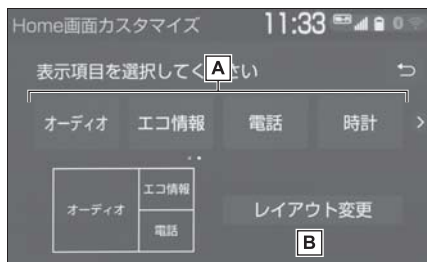 Home画面カスタマイズ 11:33
表示項目を選択してく A さい
オーディオ エコ情報 電話 時計 >
オーディオ エコ情報
電話
レイアウト変更
B